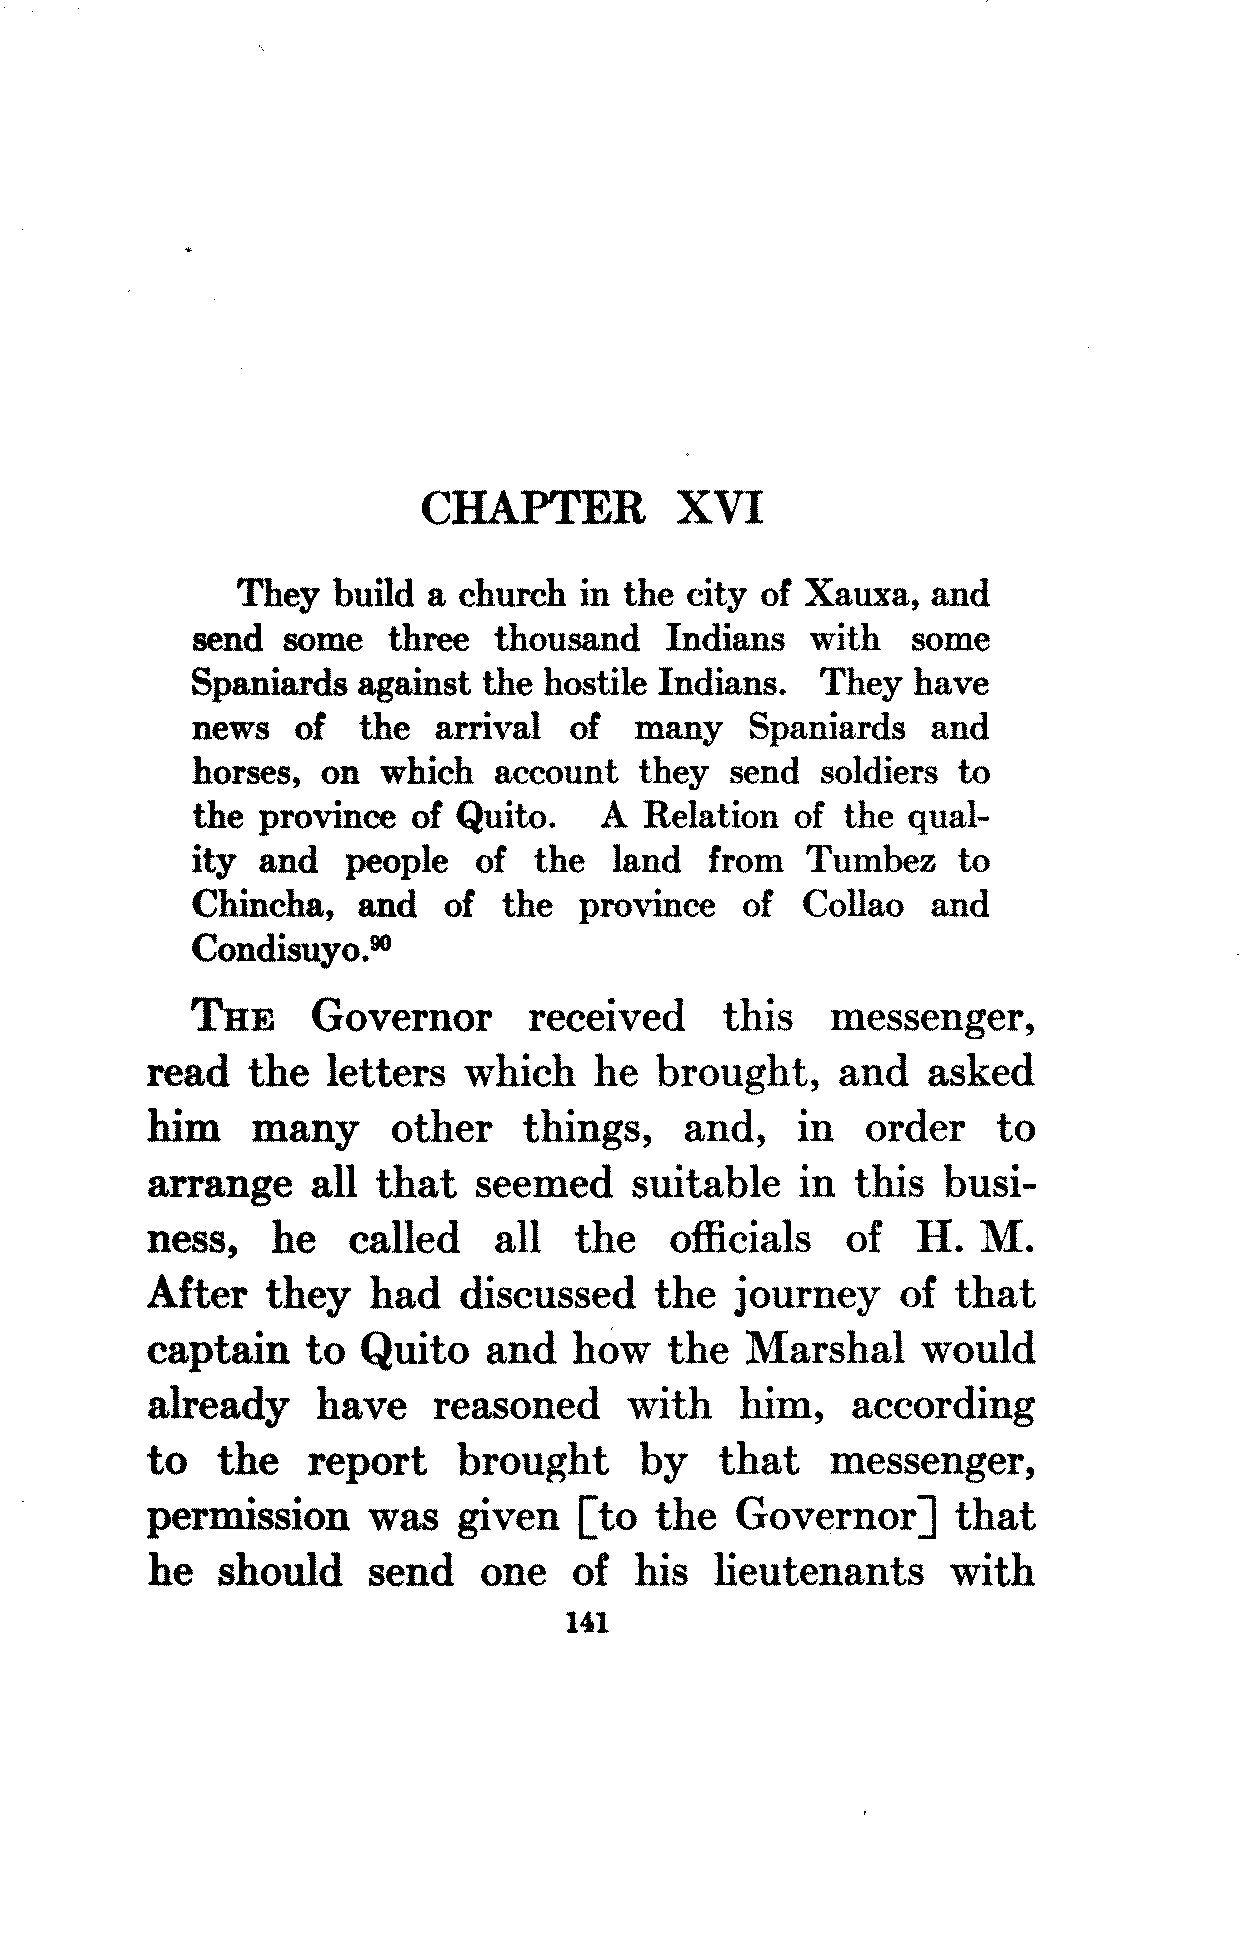 CHAPTER XVI
They build a church in the city of Xauxa, and
send some three thousand Indians with some
Spaniards against the hostile Indians. They have
news of the arrival of many Spaniards and
horses, on which account they send soldiers to
the province of Quito. A Relation of the qual-
ity and people of the land from Tumbez to
Chincha, and of the province of Collao and
Condisuyo.⁹⁰
THE Governor received this messenger,
read the letters which he brought, and asked
him many other things, and, in order to
arrange all that seemed suitable in this busi-
ness, he called all the officials of H. M.
After they had discussed the journey of that
captain to Quito and how the Marshal would
already have reasoned with him, according
to the report brought by that messenger,
permission was given [to the Governor] that
he should send one of his lieutenants with
141